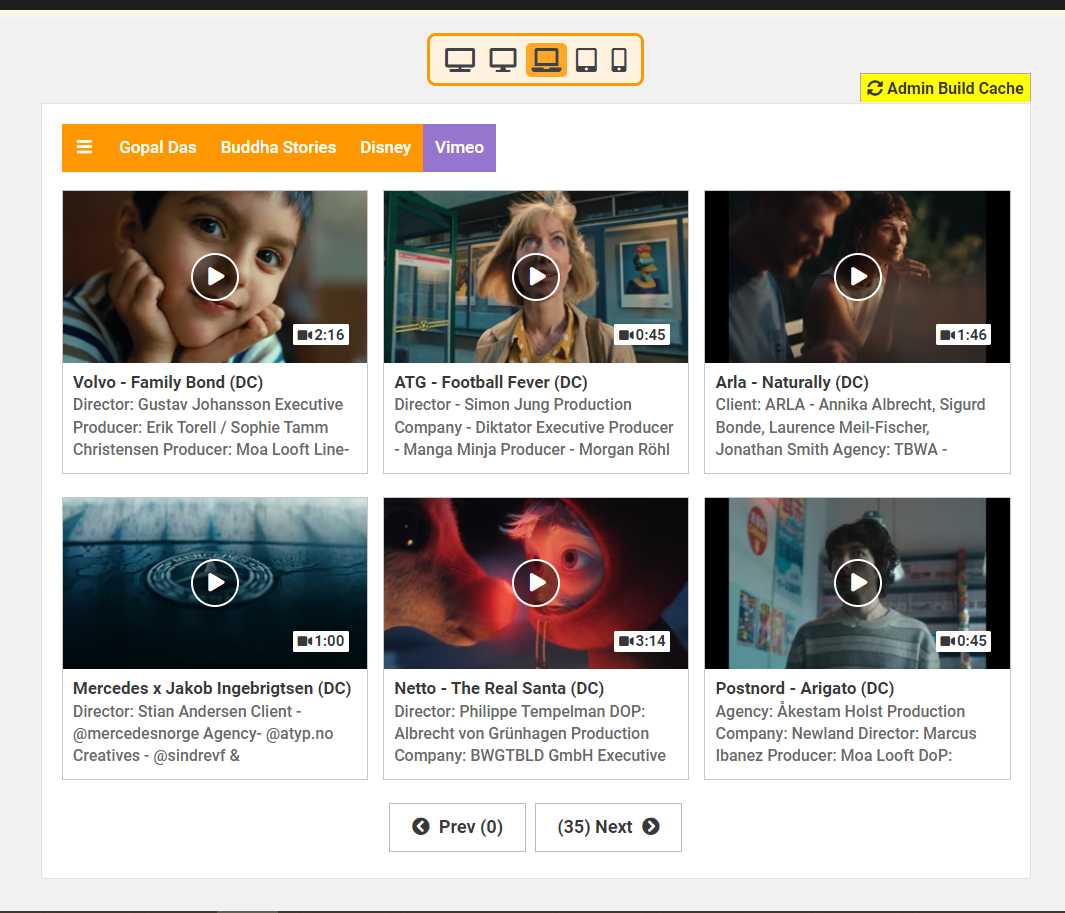 Admin Build Cache
Gopal Das Buddha Stories Disney Vimeo
2:16
Volvo - Family Bond (DC)
Director: Gustav Johansson Executive
Producer: Erik Torell / Sophie Tamm
Christensen Producer: Moa Looft Line-
0:45
ATG - Football Fever (DC)
Director - Simon Jung Production
Company - Diktator Executive Producer
- Manga Minja Producer - Morgan Röhl
1:46
Arla - Naturally (DC)
Client: ARLA - Annika Albrecht, Sigurd
Bonde, Laurence Meil-Fischer,
Jonathan Smith Agency: TBWA -
1:00
Mercedes x Jakob Ingebrigtsen (DC)
Director: Stian Andersen Client -
@mercedesnorge Agency- @atyp.no
Creatives - @sindrevf &
3:14
Netto - The Real Santa (DC)
Director: Philippe Tempelman DOP:
Albrecht von Grünhagen Production
Company: BWGTBLD GmbH Executive
0:45
Postnord - Arigato (DC)
Agency: Åkestam Holst Production
Company: Newland Director: Marcus
Ibanez Producer: Moa Looft DoP:
Prev (0)
(35) Next